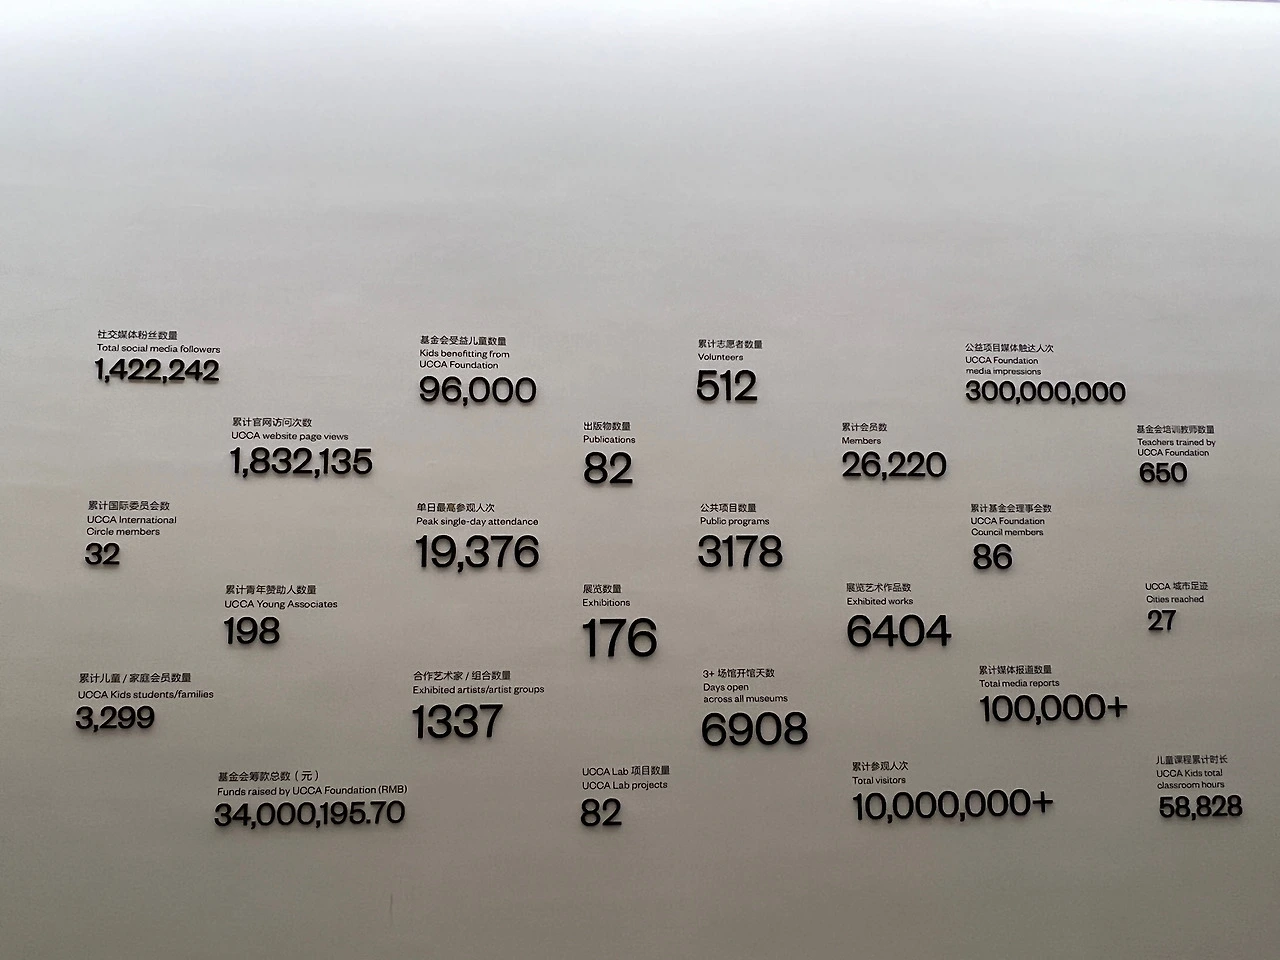 社交媒体粉丝数量
Total social media followers
1,422,242
基金会受益儿童数量
Kids benefitting from
UCCA Foundation
96,000
累计志愿者数量
Volunteers
512
公益项目媒体触达人次
UCCA Foundation
media impressions
300,000,000
累计官网访问次数
UCCA website page views
1,832,135
出版物数量
Publications
82
累计会员数
Members
26,220
基金会培训教师数量
Teachers trained by
UCCA Foundation
650
累计国际委员会数
UCCA International
Circle members
32
单日最高参观人次
Peak single-day attendance
19,376
公共项目数量
Public programs
3178
累计基金会理事会数
UCCA Foundation
Council members
86
累计青年赞助人数量
UCCA Young Associates
198
展览数量
Exhibitions
176
展览艺术作品数
Exhibited works
6404
UCCA 城市足迹
Cities reached
27
累计儿童 / 家庭会员数量
UCCA Kids students/families
3,299
合作艺术家 / 组合数量
Exhibited artists/artist groups
1337
3+ 场馆开馆天数
Days open
across all museums
6908
累计媒体报道数量
Total media reports
100,000+
基金会筹款总数（元）
Funds raised by UCCA Foundation (RMB)
34,000,195.70
UCCA Lab 项目数量
UCCA Lab projects
82
累计参观人次
Total visitors
10,000,000+
儿童课程累计时长
UCCA Kids total
classroom hours
58,828